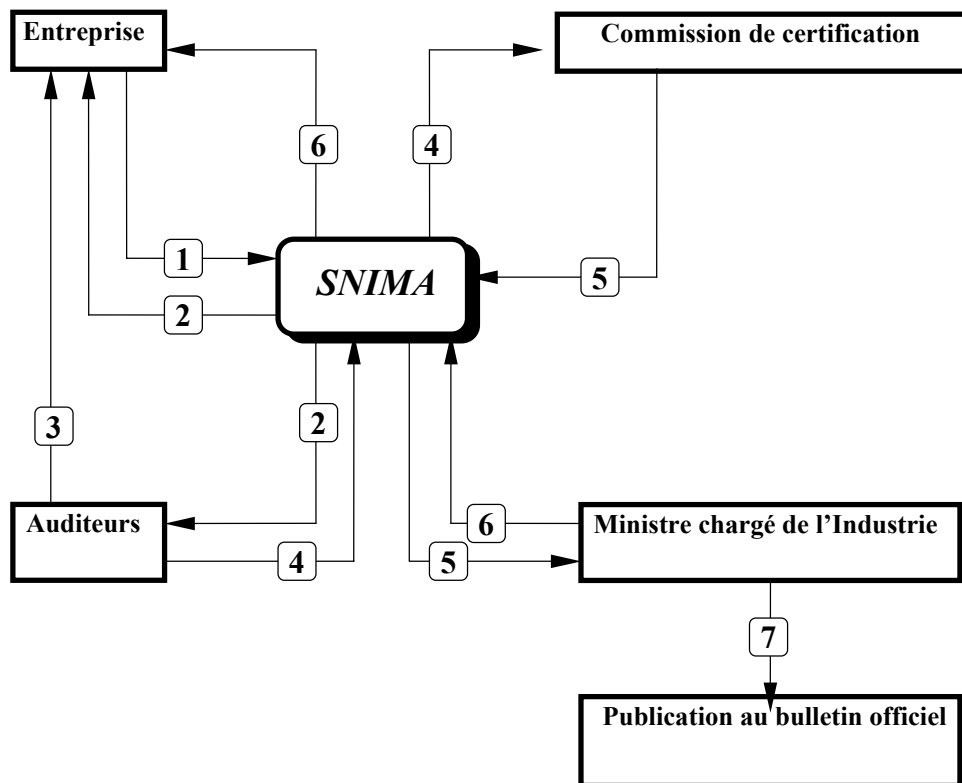 Entreprise
Commission de certification
6
4
1
SNIMA
5
2
3
2
Auditeurs
6
Ministre chargé de l’Industrie
4
5
7
Publication au bulletin officiel